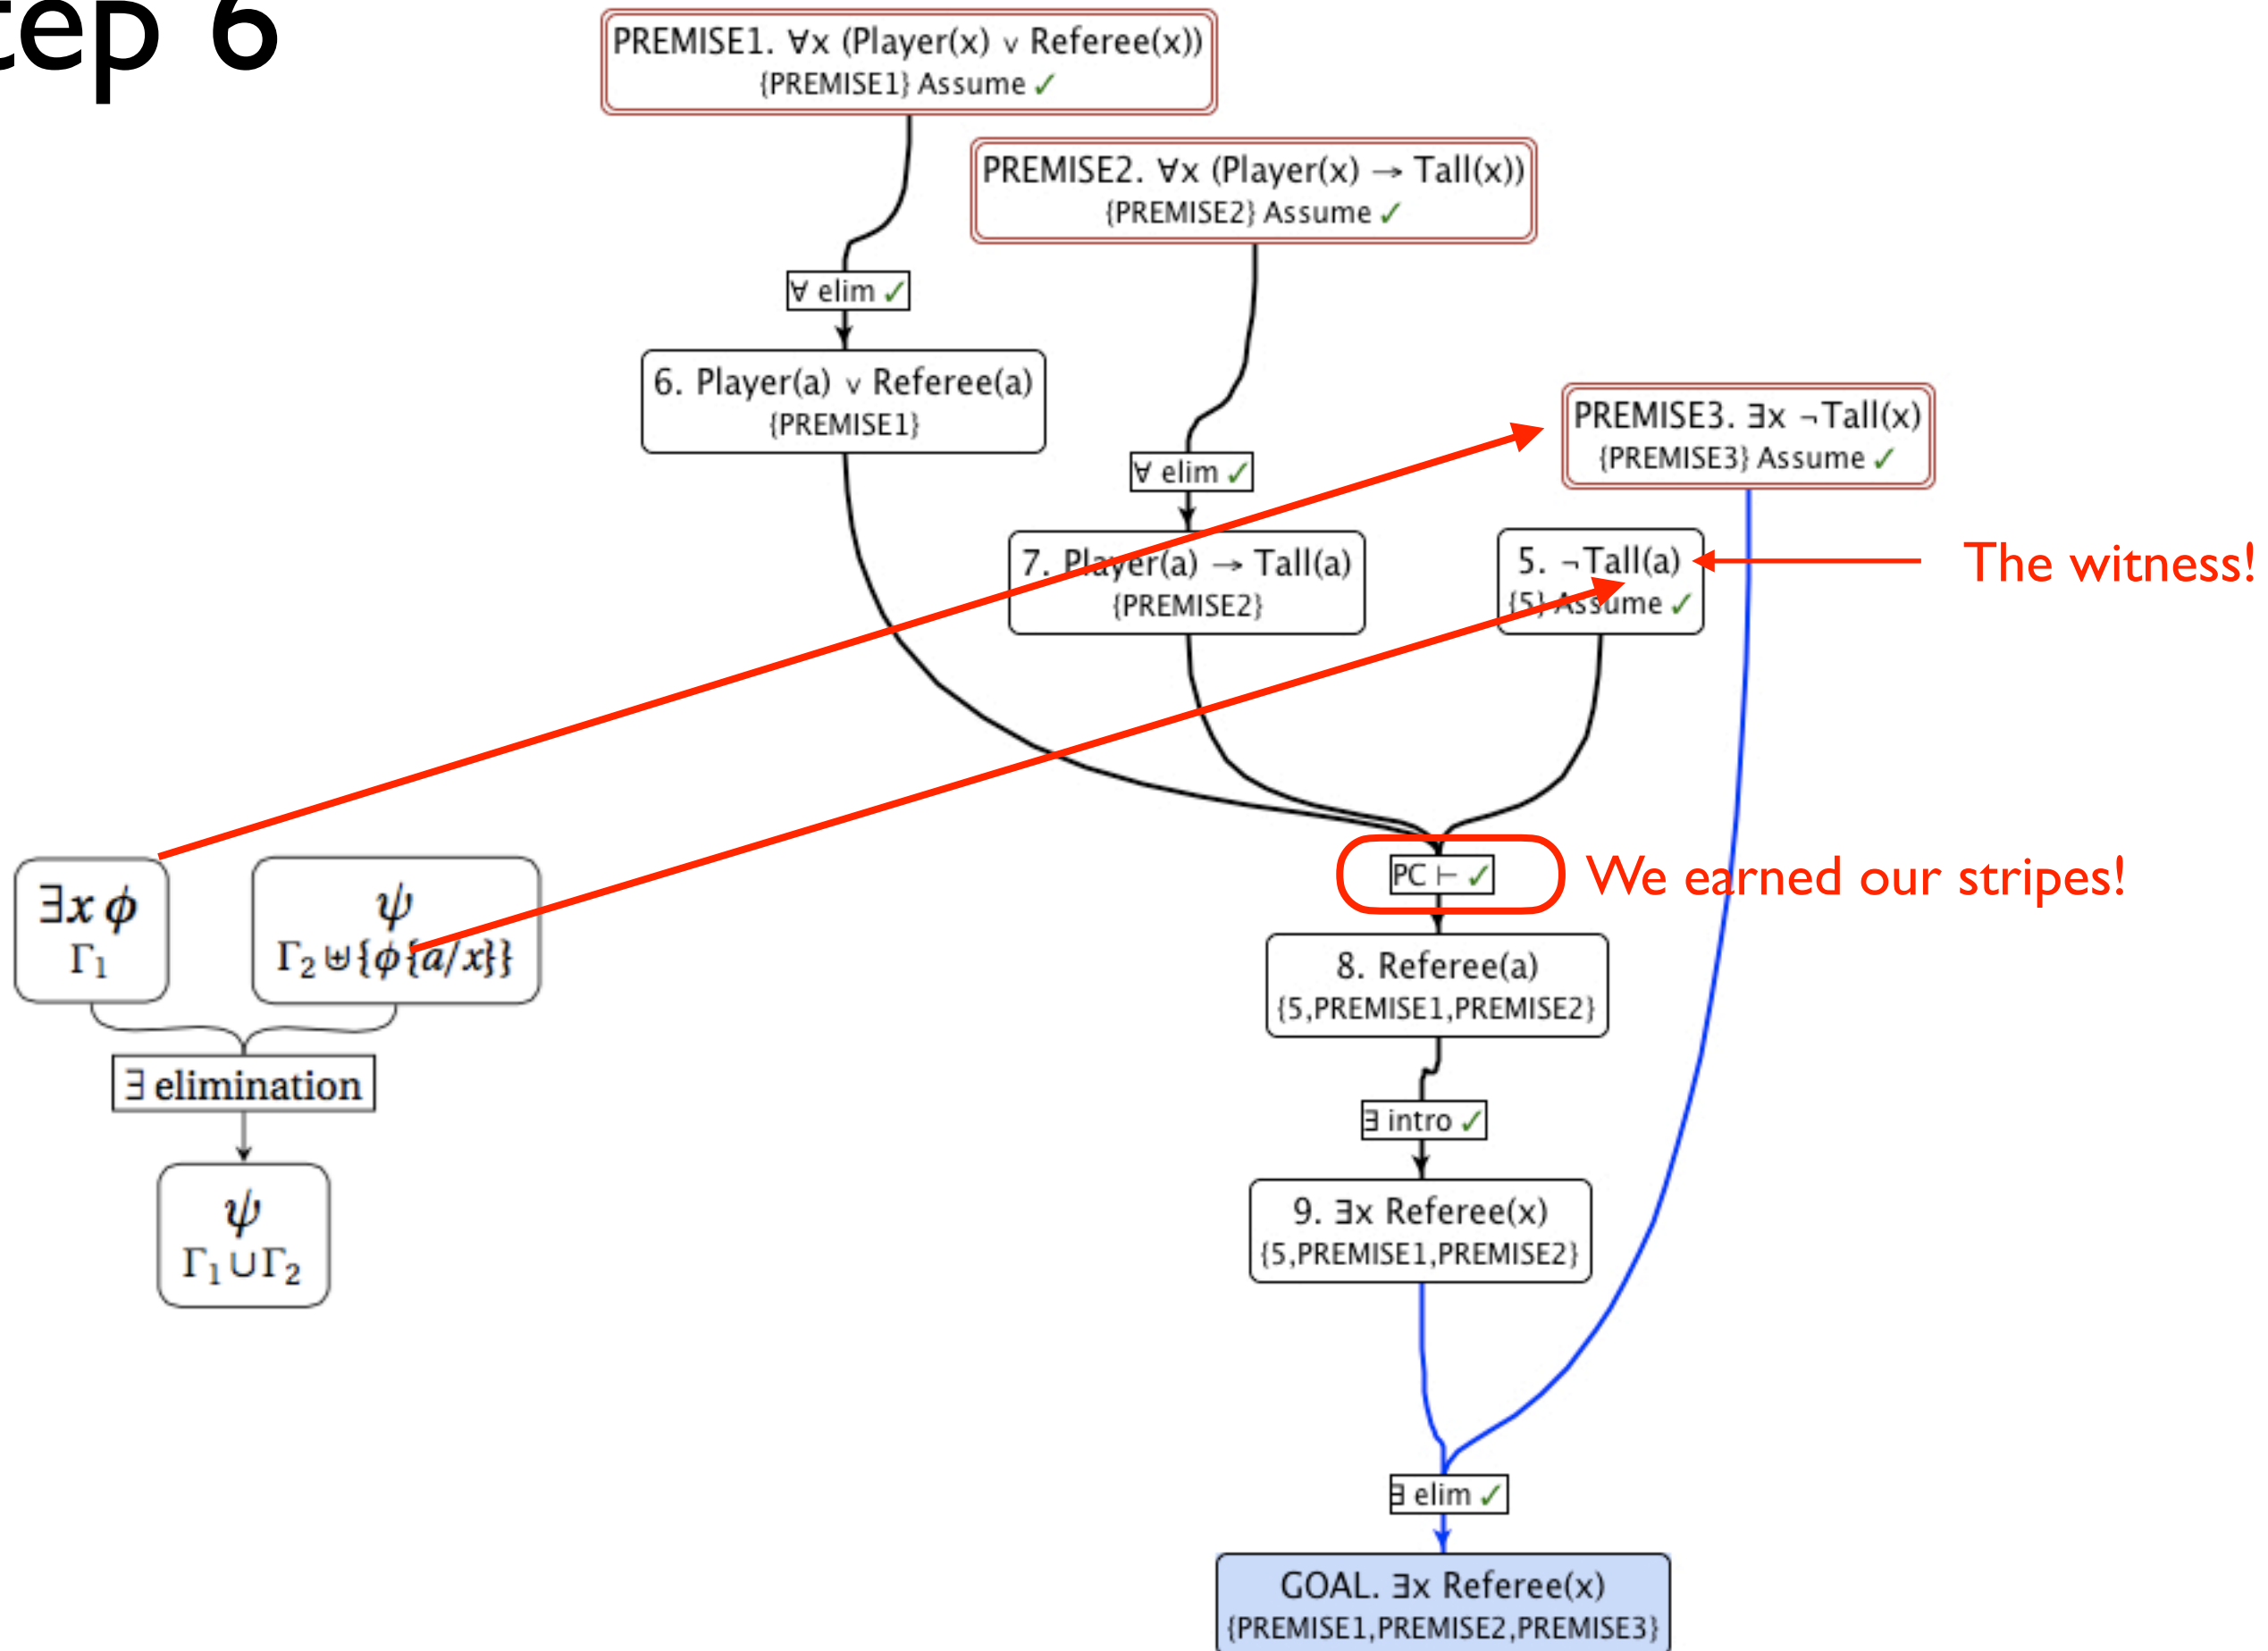 tep 6
PREMISE1. ∀x (Player(x) ∨ Referee(x))
{PREMISE1} Assume ✓
PREMISE2. ∀x (Player(x) → Tall(x))
{PREMISE2} Assume ✓
∀ elim ✓
6. Player(a) ∨ Referee(a)
{PREMISE1}
PREMISE3. ∃x ¬Tall(x)
{PREMISE3} Assume ✓
∀ elim ✓
7. Player(a) → Tall(a)
{PREMISE2}
5. ¬Tall(a)
{5} Assume ✓
The witness!
PC ⊢ ✓
We earned our stripes!
∃x ϕ
Γ₁
ψ
Γ₂ ⊎ {ϕ{a/x}}
∃ elimination
ψ
Γ₁ ∪ Γ₂
8. Referee(a)
{5,PREMISE1,PREMISE2}
∃ intro ✓
9. ∃x Referee(x)
{5,PREMISE1,PREMISE2}
∃ elim ✓
GOAL. ∃x Referee(x)
{PREMISE1,PREMISE2,PREMISE3}